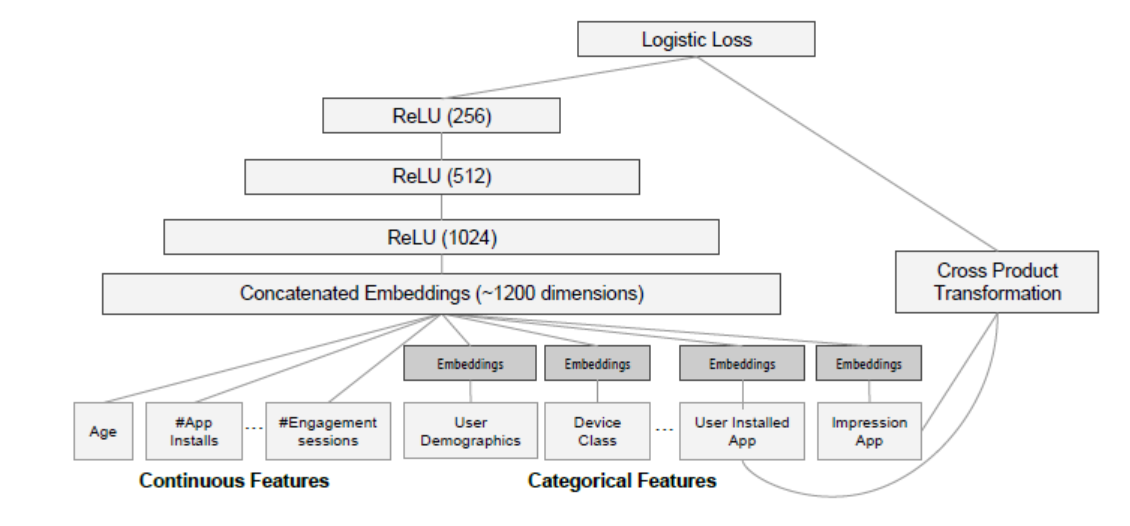 Logistic Loss
ReLU (256)
ReLU (512)
ReLU (1024)
Cross Product
Transformation
Concatenated Embeddings (~1200 dimensions)
Embeddings
Embeddings
Embeddings
Embeddings
Age
#App
Installs
...
#Engagement
sessions
User
Demographics
Device
Class
...
User Installed
App
Impression
App
Continuous Features
Categorical Features